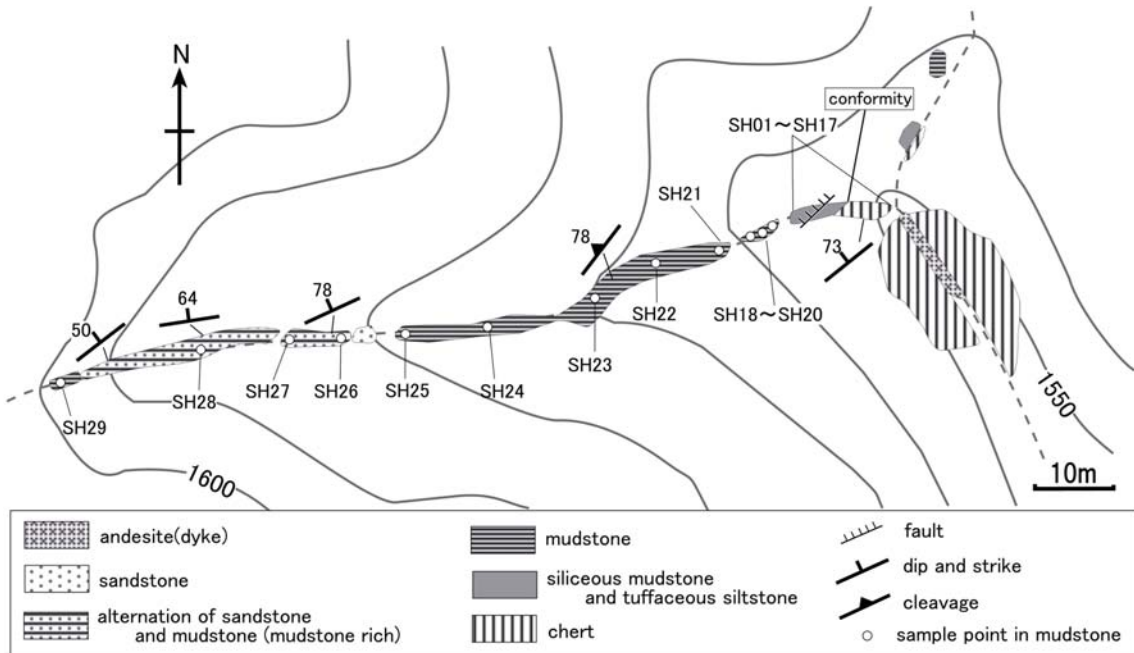 N
conformity
SH01～SH17
SH21
78
73
78
64
50
SH22
SH18～SH20
SH23
SH29
SH28
SH27
SH26
SH25
SH24
1550
1600
10m
andesite(dyke)
sandstone
alternation of sandstone
and mudstone (mudstone rich)
mudstone
siliceous mudstone
and tuffaceous siltstone
chert
fault
dip and strike
cleavage
sample point in mudstone